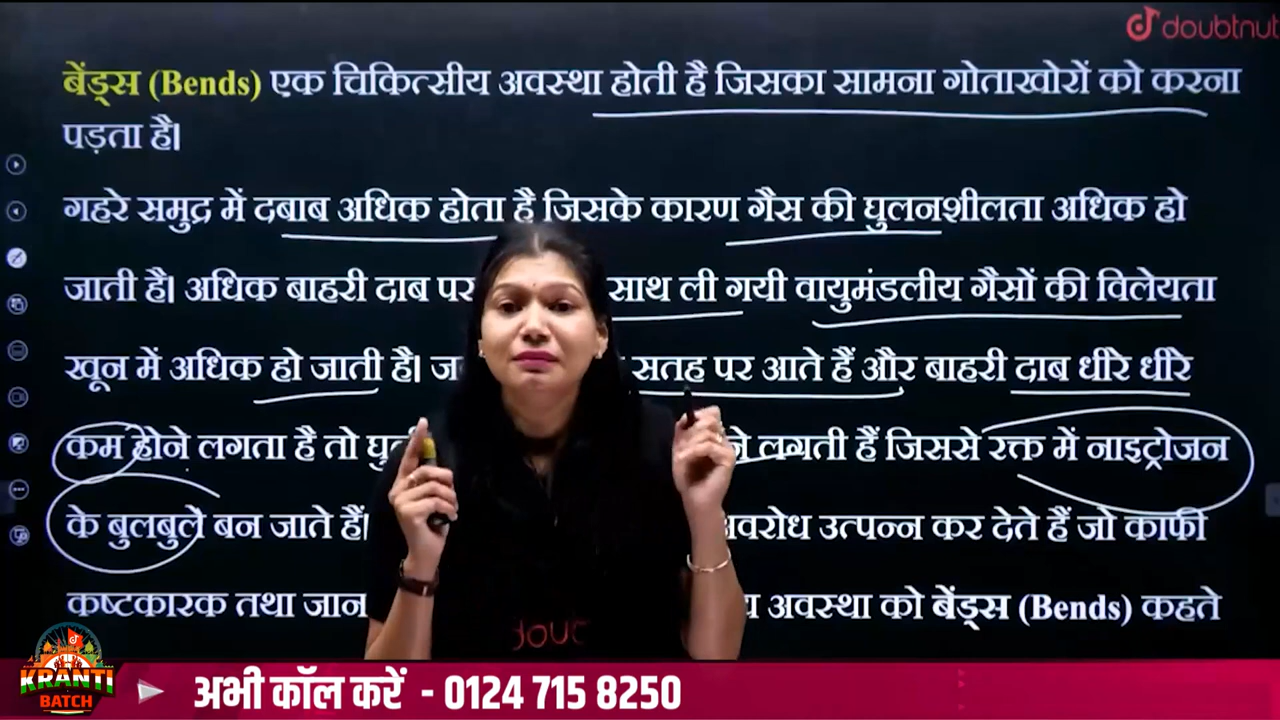 doubtnut
बेंड्स (Bends) एक चिकित्सीय अवस्था होती है जिसका सामना गोताखोरों को करना
पड़ता है।
गहरे समुद्र में दबाब अधिक होता है जिसके कारण गैस की घुलनशीलता अधिक हो
जाती है। अधिक बाहरी दाब पर साथ ली गयी वायुमंडलीय गैसों की विलेयता
खून में अधिक हो जाती है। सतह पर आते हैं और बाहरी दाब धीरे धीरे
कम होने लगता है तो लगती हैं जिससे रक्त में नाइट्रोजन
के बुलबुले बन जाते हैं। उत्पन्न कर देते हैं जो काफी
कष्टकारक तथा अवस्था को बेंड्स (Bends) कहते
KRANTI
BATCH
अभी कॉल करें - 0124 715 8250